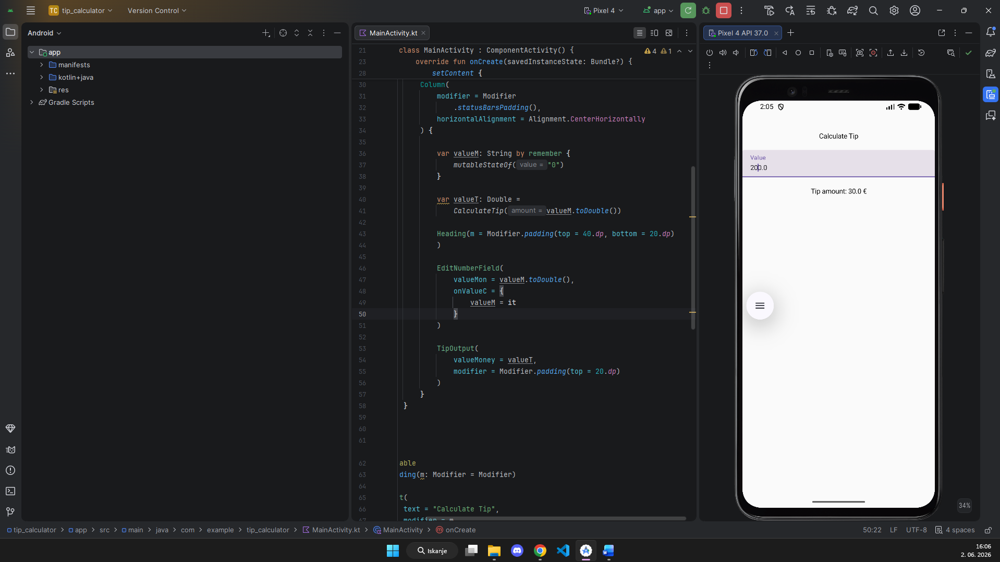 TC tip_calculator
Version Control
Pixel 4
app
Android
app
manifests
kotlin+java
res
Gradle Scripts
MainActivity.kt
4 1
21 class MainActivity : ComponentActivity() {
23 override fun onCreate(savedInstanceState: Bundle?) {
28 setContent {
30 Column(
31 modifier = Modifier
32 .statusBarsPadding(),
33 horizontalAlignment = Alignment.CenterHorizontally
34 ) {
35
36 var valueM: String by remember {
37 mutableStateOf( value = "0")
38 }
39
40 var valueT: Double =
41 CalculateTip( amount = valueM.toDouble())
42
43 Heading(m = Modifier.padding(top = 40.dp, bottom = 20.dp)
44 )
45
46 EditNumberField(
47 valueMon = valueM.toDouble(),
48 onValueC = {
49 valueM = it
50 }
51 )
52
53 TipOutput(
54 valueMoney = valueT,
55 modifier = Modifier.padding(top = 20.dp)
56 )
57 }
58 }
59
60
61
62 able
63 ding(m: Modifier = Modifier)
64
65 t(
66 text = "Calculate Tip",
67 modifier = m
Pixel 4 API 37.0
2:05
Calculate Tip
Value
200.0
Tip amount: 30.0 €
34%
tip_calculator > app > src > main > java > com > example > tip_calculator > MainActivity.kt > MainActivity > onCreate
50:22 LF UTF-8 4 spaces
Iskanje
16:06
2. 06. 2026